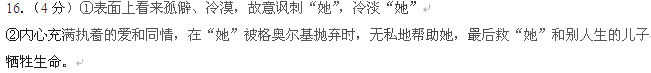 16.（4 分）①表面上看来孤僻、冷漠，故意讽刺“她”，冷淡“她”
②内心充满执着的爱和同情，在“她”被格奥尔基抛弃时，无私地帮助她，最后救“她”和别人生的儿子
牺牲生命。